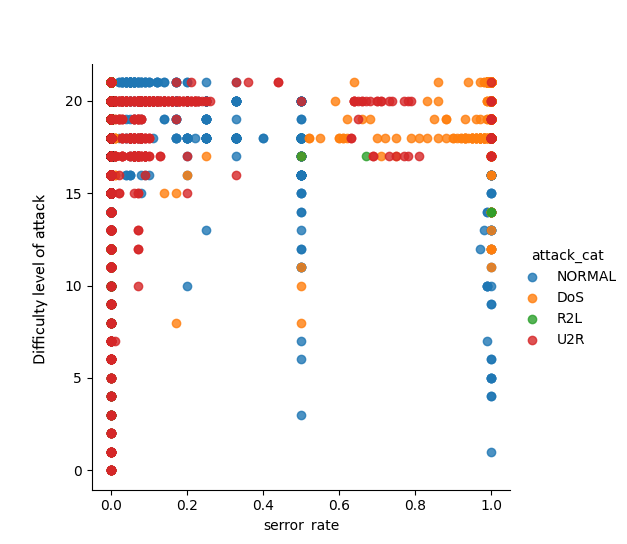 20
15
10
5
0
Difficulty level of attack
0.0 0.2 0.4 0.6 0.8 1.0
serror_rate
attack_cat
NORMAL
DoS
R2L
U2R